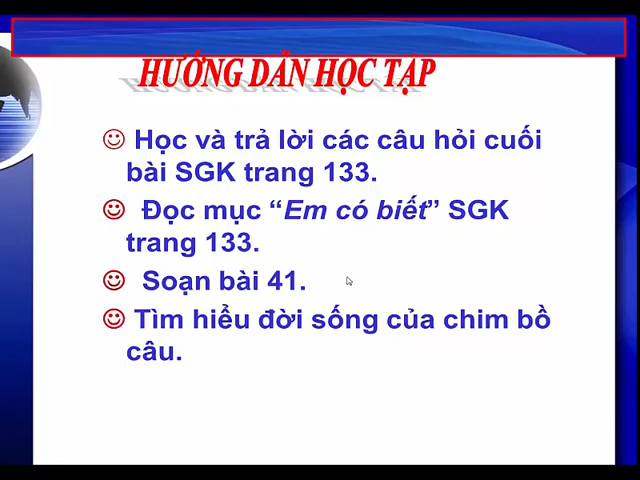 HƯỚNG DẪN HỌC TẬP
Học và trả lời các câu hỏi cuối
bài SGK trang 133.
Đọc mục “Em có biết” SGK
trang 133.
Soạn bài 41.
Tìm hiểu đời sống của chim bồ
câu.